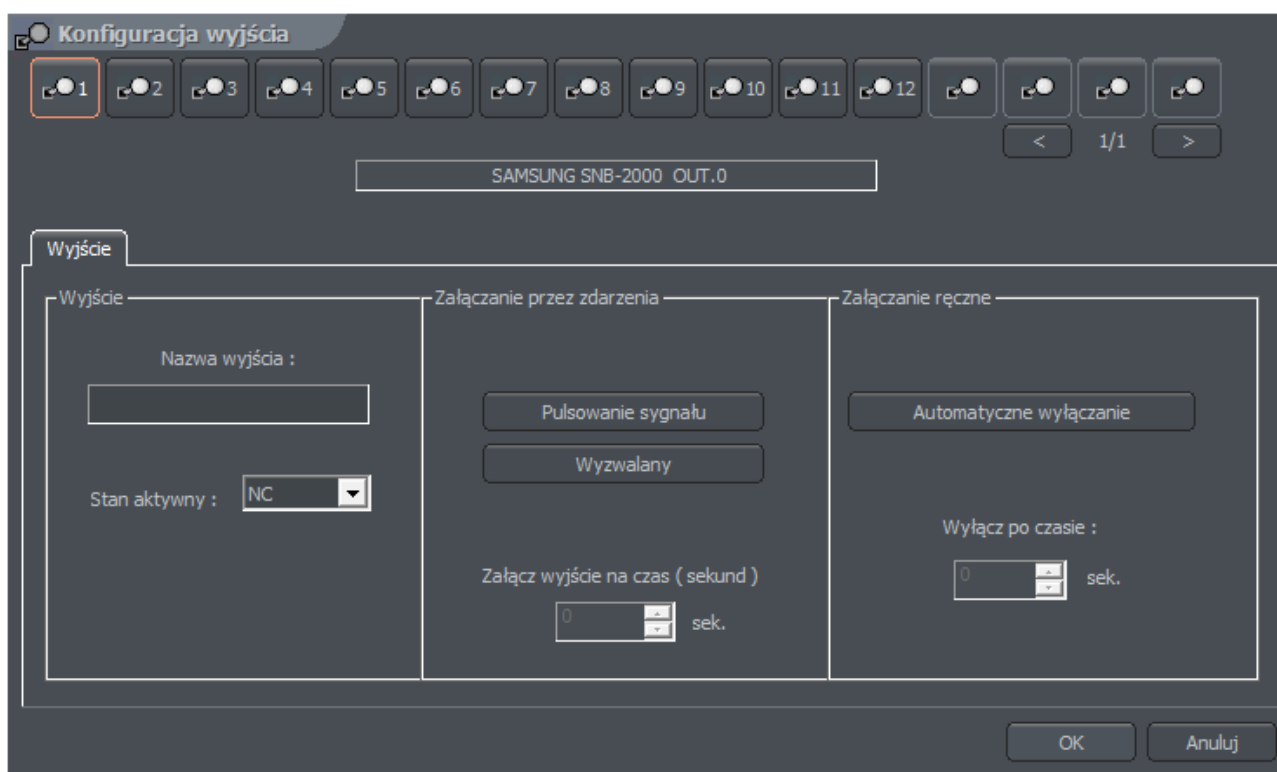 Konfiguracja wyjścia
1 2 3 4 5 6 7 8 9 10 11 12
< 1/1 >
SAMSUNG SNB-2000 OUT.0
Wyjście
Wyjście
Nazwa wyjścia :
Stan aktywny : NC
Załączanie przez zdarzenia
Pulsowanie sygnału
Wyzwalany
Załącz wyjście na czas ( sekund )
0 sek.
Załączanie ręczne
Automatyczne wyłączanie
Wyłącz po czasie :
0 sek.
OK Anuluj